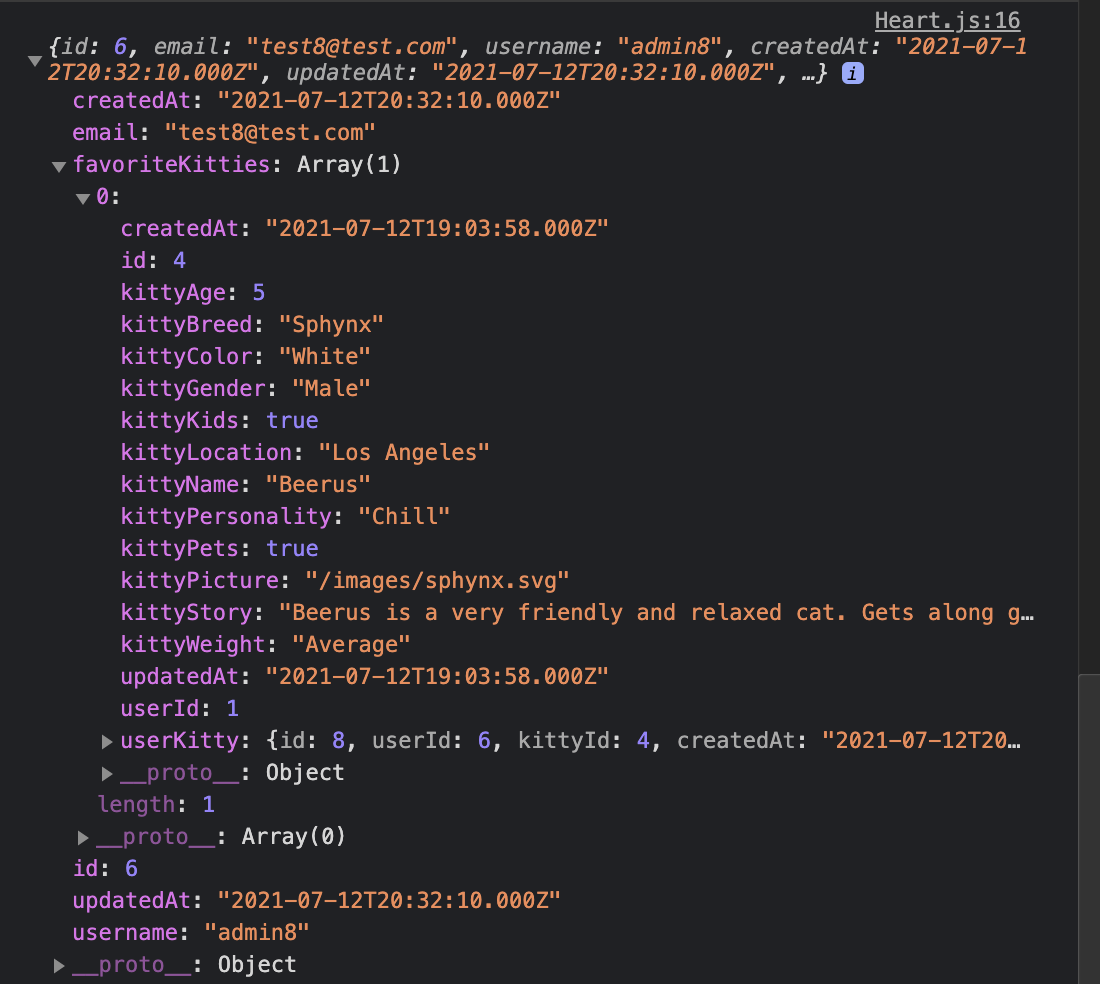 Heart.js:16
{id: 6, email: "test8@test.com", username: "admin8", createdAt: "2021-07-1
2T20:32:10.000Z", updatedAt: "2021-07-12T20:32:10.000Z", …} i
createdAt: "2021-07-12T20:32:10.000Z"
email: "test8@test.com"
favoriteKitties: Array(1)
0:
createdAt: "2021-07-12T19:03:58.000Z"
id: 4
kittyAge: 5
kittyBreed: "Sphynx"
kittyColor: "White"
kittyGender: "Male"
kittyKids: true
kittyLocation: "Los Angeles"
kittyName: "Beerus"
kittyPersonality: "Chill"
kittyPets: true
kittyPicture: "/images/sphynx.svg"
kittyStory: "Beerus is a very friendly and relaxed cat. Gets along g…
kittyWeight: "Average"
updatedAt: "2021-07-12T19:03:58.000Z"
userId: 1
userKitty: {id: 8, userId: 6, kittyId: 4, createdAt: "2021-07-12T20…
__proto__: Object
length: 1
__proto__: Array(0)
id: 6
updatedAt: "2021-07-12T20:32:10.000Z"
username: "admin8"
__proto__: Object